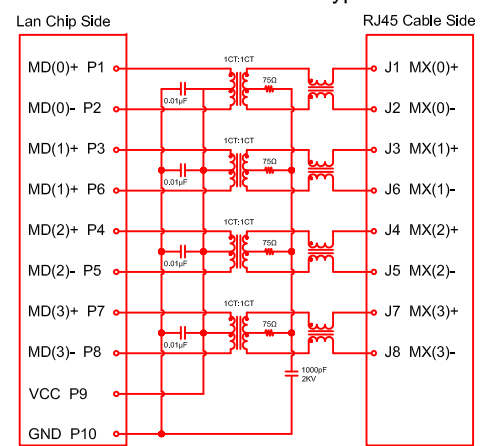 Lan Chip Side
RJ45 Cable Side
1CT:1CT
MD(0)+ P1
J1 MX(0)+
75Ω
0.01µF
MD(0)- P2
J2 MX(0)-
1CT:1CT
MD(1)+ P3
J3 MX(1)+
75Ω
0.01µF
MD(1)+ P6
J6 MX(1)-
1CT:1CT
MD(2)+ P4
J4 MX(2)+
75Ω
0.01µF
MD(2)- P5
J5 MX(2)-
1CT:1CT
MD(3)+ P7
J7 MX(3)+
75Ω
0.01µF
MD(3)- P8
J8 MX(3)-
1000pF
2KV
VCC P9
GND P10